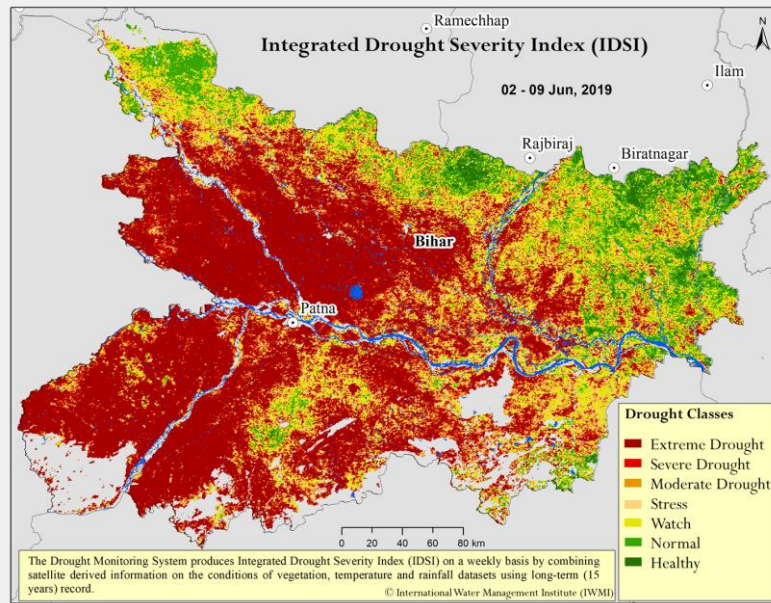 Ramechhap
Integrated Drought Severity Index (IDSI)
N
Ilam
02 - 09 Jun, 2019
Rajbiraj
Biratnagar
Bihar
Patna
Drought Classes
Extreme Drought
Severe Drought
Moderate Drought
Stress
Watch
Normal
Healthy
0 20 40 80 km
The Drought Monitoring System produces Integrated Drought Severity Index (IDSI) on a weekly basis by combining
satellite derived information on the conditions of vegetation, temperature and rainfall datasets using long-term (15
years) record.
© International Water Management Institute (IWMI)